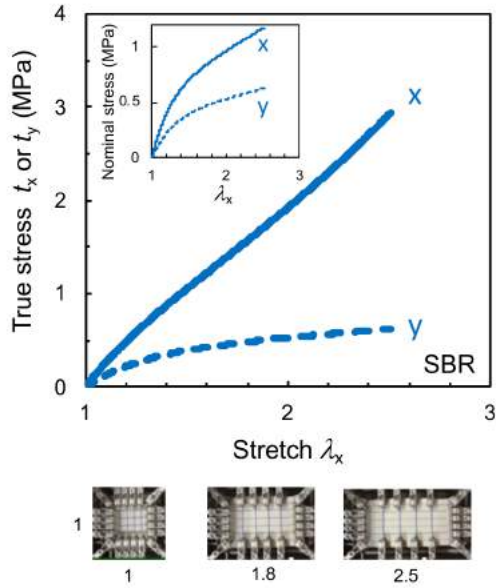 True stress tx or ty (MPa)
4
3
2
1
0
Nominal stress (MPa)
1
0.5
0
x
y
1
2
3
λx
x
y
SBR
1
2
3
Stretch λx
1
1
1.8
2.5